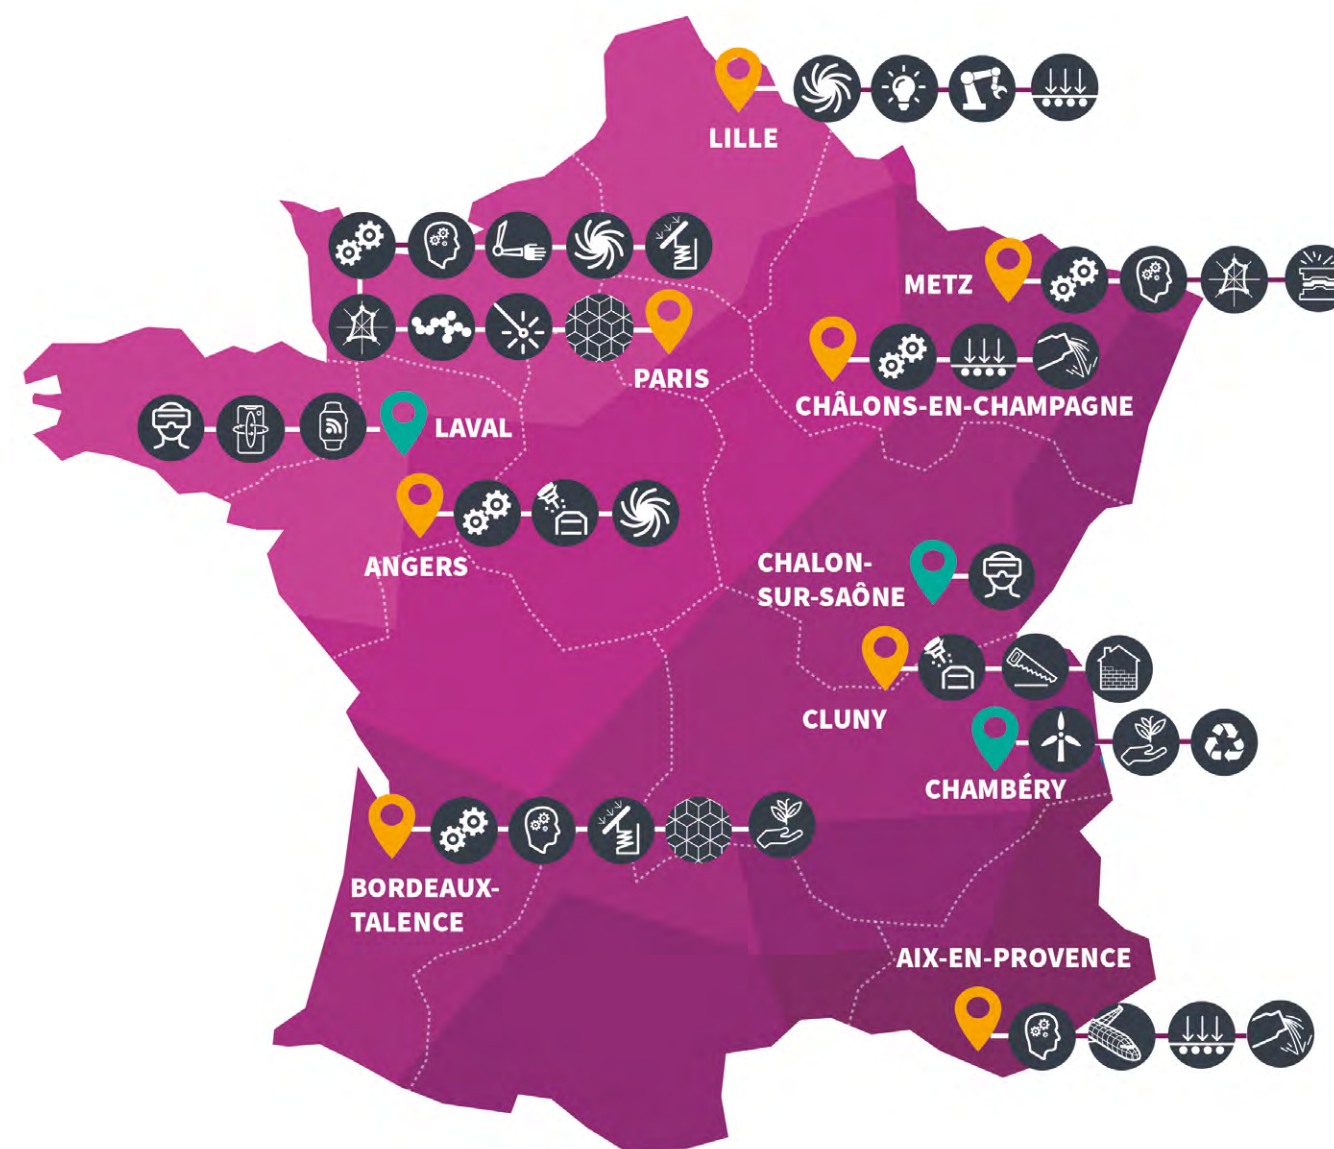 LILLE
METZ
PARIS
CHÂLONS-EN-CHAMPAGNE
LAVAL
ANGERS
CHALON-
SUR-SAÔNE
CLUNY
CHAMBÉRY
BORDEAUX-
TALENCE
AIX-EN-PROVENCE